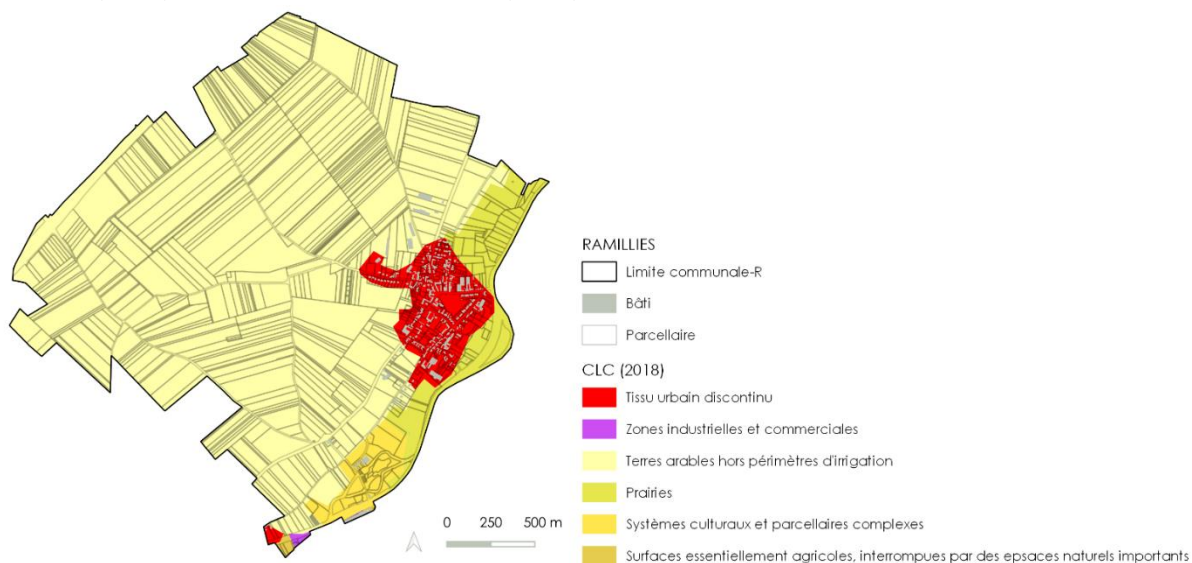 RAMILLIES
Limite communale-R
Bâti
Parcellaire
CLC (2018)
Tissu urbain discontinu
Zones industrielles et commerciales
Terres arables hors périmètres d'irrigation
Prairies
Systèmes culturaux et parcellaires complexes
0 250 500 m
Surfaces essentiellement agricoles, interrompues par des epsaces naturels importants